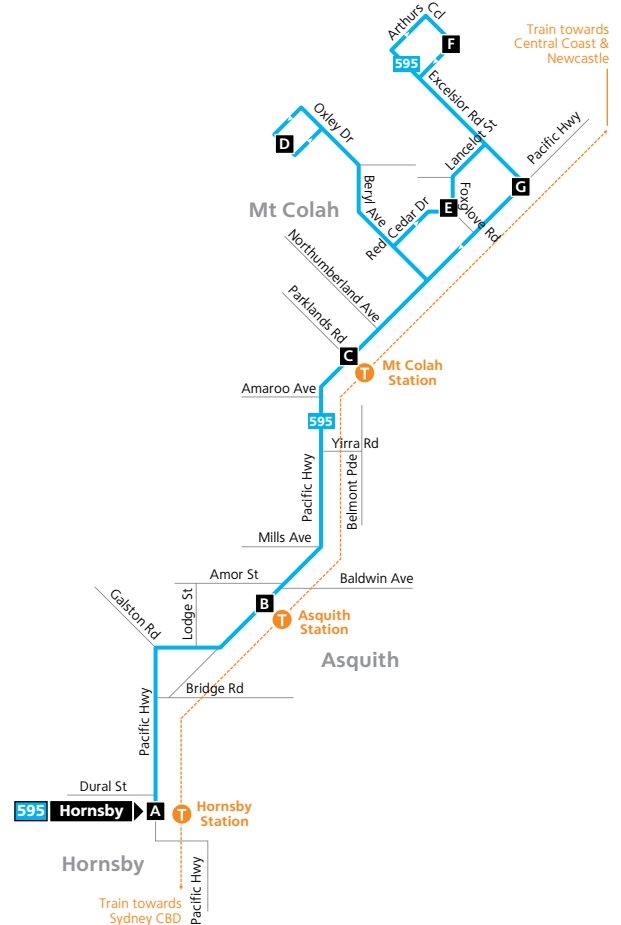 Arthurs Ccl
F
Train towards
Central Coast &
Newcastle
595
Excelsior Rd
Oxley Dr
D
Lancelot St
Pacific Hwy
G
Beryl Ave
Foxglove Rd
Mt Colah
Red Cedar Dr
E
Northumberland Ave
Parklands Rd
C
T
Mt Colah
Station
Amaroo Ave
595
Yirra Rd
Pacific Hwy
Belmont Pde
Mills Ave
Amor St
Baldwin Ave
Galston Rd
Lodge St
B
T
Asquith
Station
Asquith
Bridge Rd
Pacific Hwy
Dural St
595 Hornsby
A
T
Hornsby
Station
Hornsby
Pacific Hwy
Train towards
Sydney CBD